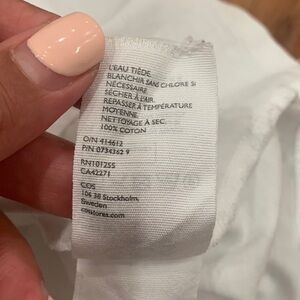 L'EAU TIÈDE.
BLANCHIR SANS CHLORE SI
NÉCESSAIRE.
SÉCHER À L'AIR.
REPASSER À TEMPÉRATURE
MOYENNE.
NETTOYAGE À SEC.
100% COTON
O/N 414612
P/N 0734362 9
RN101255
CA42271
COS
106 38 Stockholm,
Sweden
cosstores.com